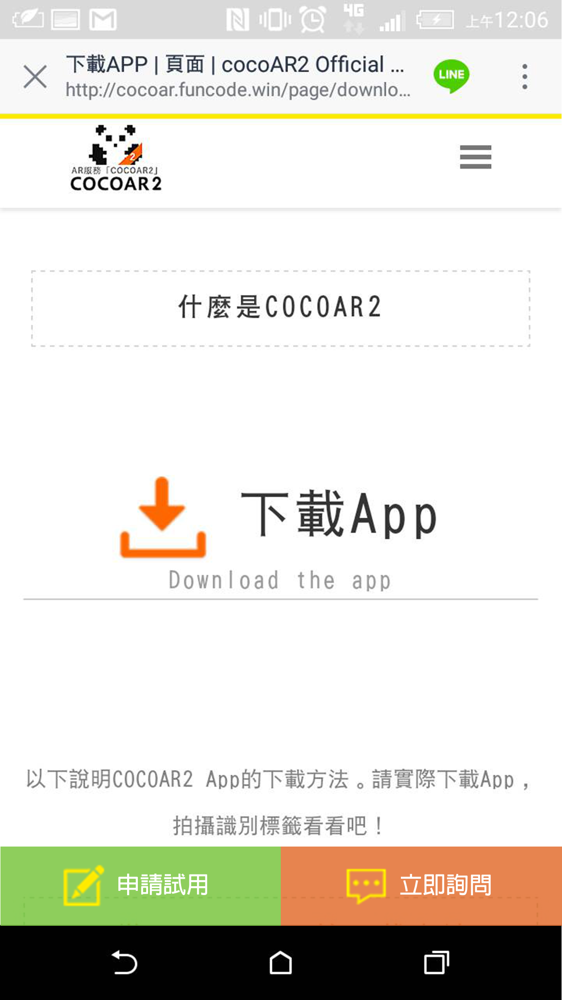 4G
上午12:06
下載APP | 頁面 | cocoAR2 Official ...
http://cocoar.funcode.win/page/downlo...
LINE
2
AR服務「COCOAR2」
COCOAR2
什麼是COCOAR2
下載App
Download the app
以下說明COCOAR2 App的下載方法。請實際下載App，
拍攝識別標籤看看吧！
申請試用
立即詢問